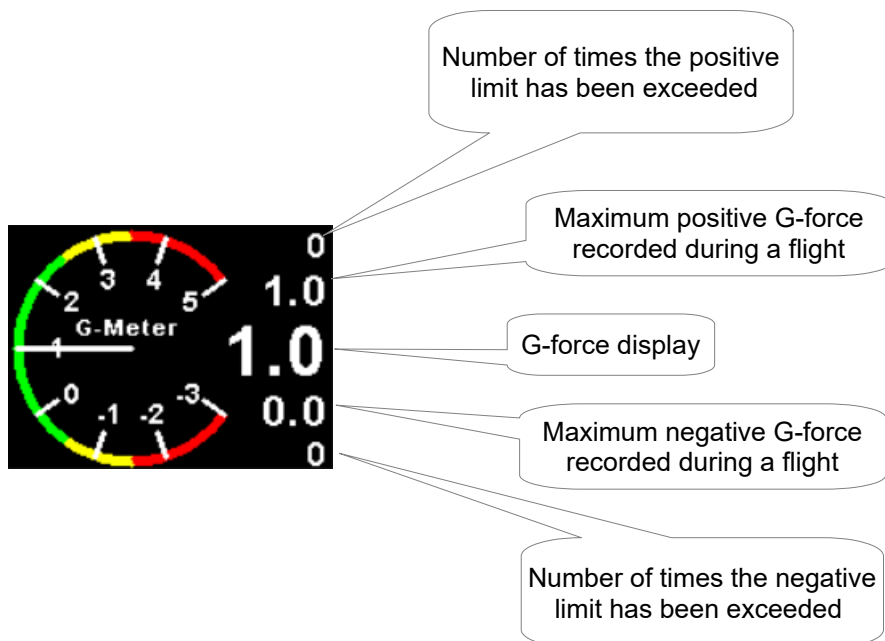 Number of times the positive
limit has been exceeded
Maximum positive G-force
recorded during a flight
0
1.0
1.0
0.0
0
3
4
2
5
G-Meter
1
0
-1
-2
-3
G-force display
Maximum negative G-force
recorded during a flight
Number of times the negative
limit has been exceeded